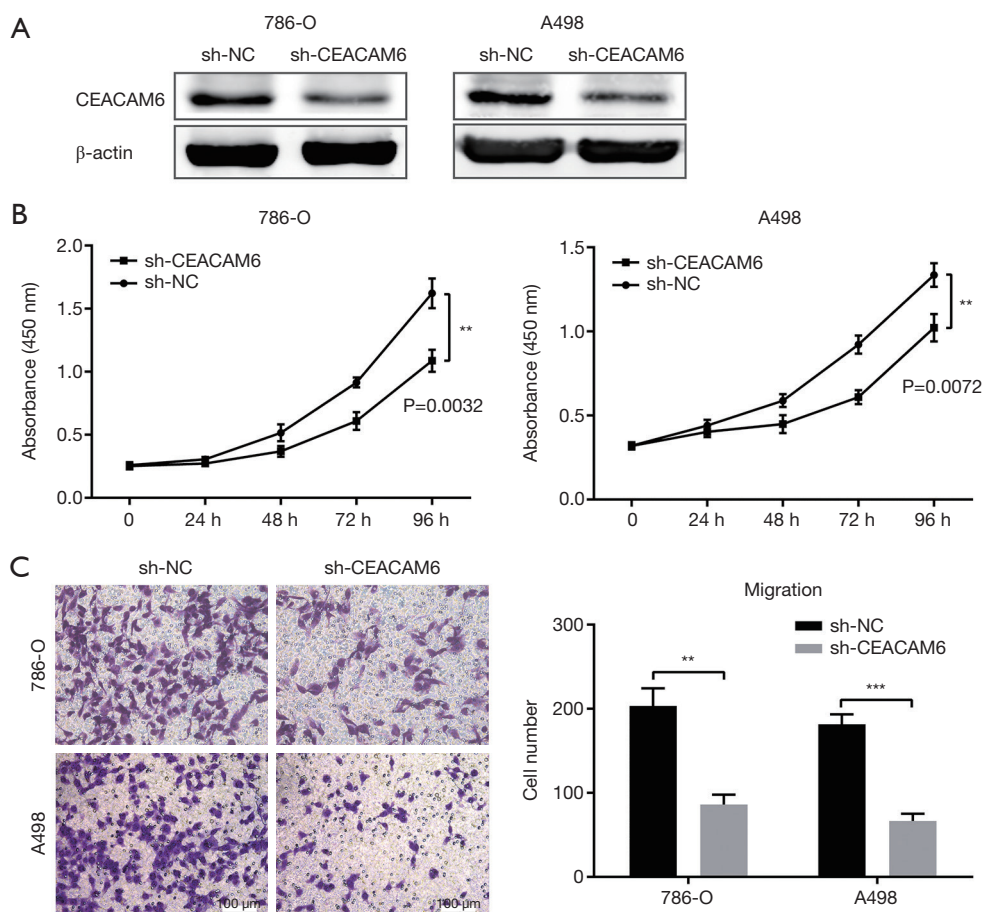 A
786-O
A498
sh-NC sh-CEACAM6
sh-NC sh-CEACAM6
CEACAM6
β-actin
B
786-O
2.0
1.5
1.0
0.5
0.0
Absorbance (450 nm)
sh-CEACAM6
sh-NC
**
P=0.0032
0 24 h 48 h 72 h 96 h
A498
1.5
1.0
0.5
0.0
Absorbance (450 nm)
sh-CEACAM6
sh-NC
**
P=0.0072
0 24 h 48 h 72 h 96 h
C
sh-NC sh-CEACAM6
786-O
A498
100 μm
100 μm
Migration
300
200
100
0
Cell number
sh-NC
sh-CEACAM6
**
***
786-O A498